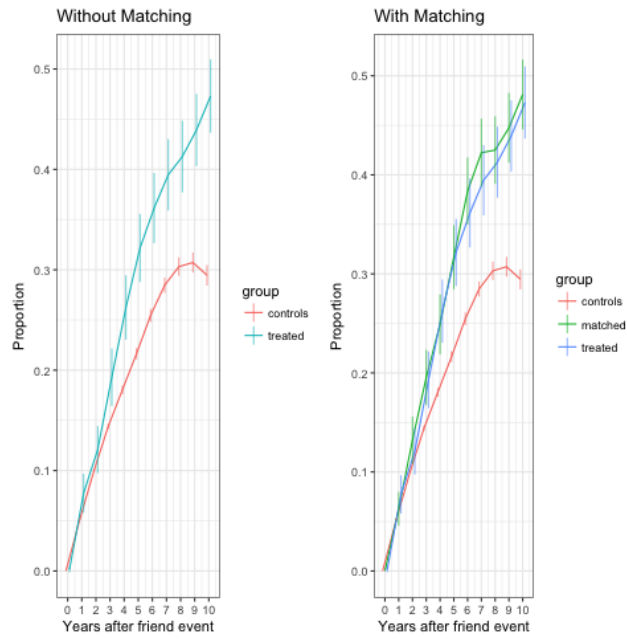 Without Matching
0.5
0.4
0.3
0.2
0.1
0.0
Proportion
0 1 2 3 4 5 6 7 8 9 10
Years after friend event
group
controls
treated
With Matching
0.5
0.4
0.3
0.2
0.1
0.0
Proportion
0 1 2 3 4 5 6 7 8 9 10
Years after friend event
group
controls
matched
treated